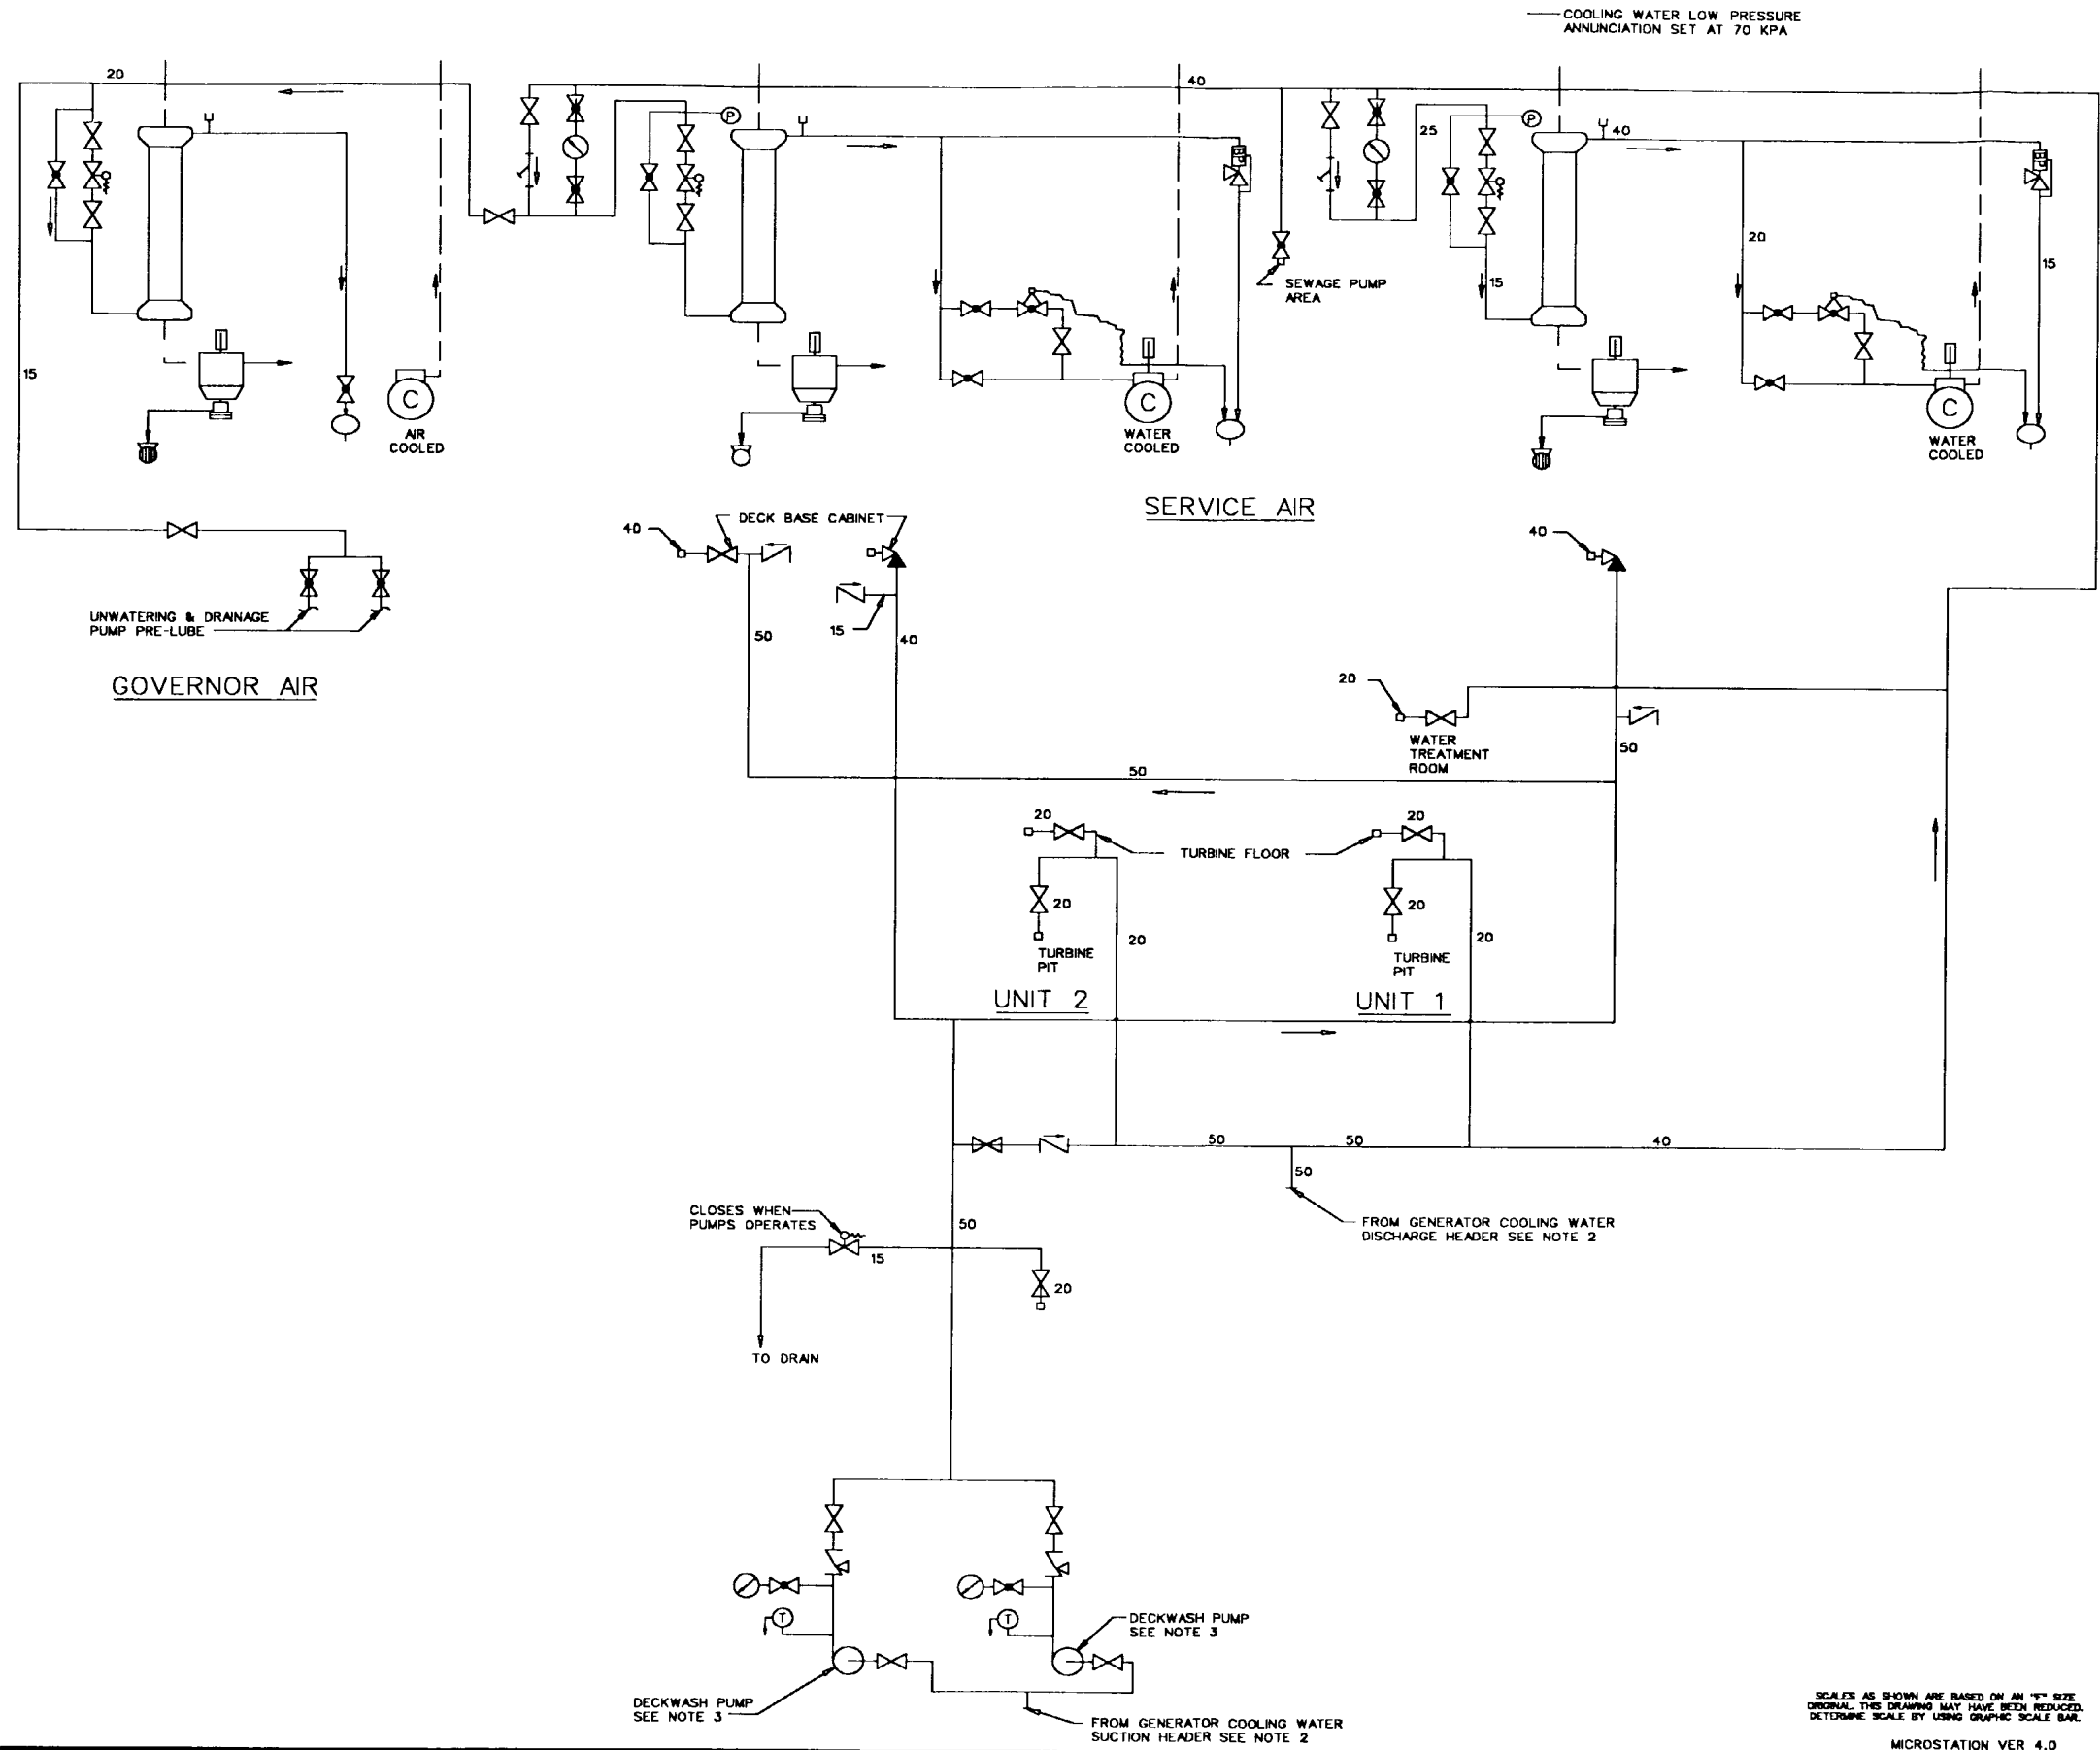 COOLING WATER LOW PRESSURE
ANNUNCIATION SET AT 70 KPA
20
40
P
P
25
40
20
15
15
SEWAGE PUMP
AREA
15
C
AIR
COOLED
C
WATER
COOLED
C
WATER
COOLED
SERVICE AIR
40
DECK BASE CABINET
40
UNWATERING & DRAINAGE
PUMP PRE-LUBE
15
50
40
GOVERNOR AIR
20
WATER
TREATMENT
ROOM
50
50
20
20
TURBINE FLOOR
20
20
20
20
TURBINE
PIT
TURBINE
PIT
UNIT 2
UNIT 1
50
50
40
50
CLOSES WHEN
PUMPS OPERATES
50
15
FROM GENERATOR COOLING WATER
DISCHARGE HEADER SEE NOTE 2
20
TO DRAIN
T
T
DECKWASH PUMP
SEE NOTE 3
DECKWASH PUMP
SEE NOTE 3
FROM GENERATOR COOLING WATER
SUCTION HEADER SEE NOTE 2
SCALES AS SHOWN ARE BASED ON AN "F" SIZE
ORIGINAL. THIS DRAWING MAY HAVE BEEN REDUCED.
DETERMINE SCALE BY USING GRAPHIC SCALE BAR.
MICROSTATION VER 4.0